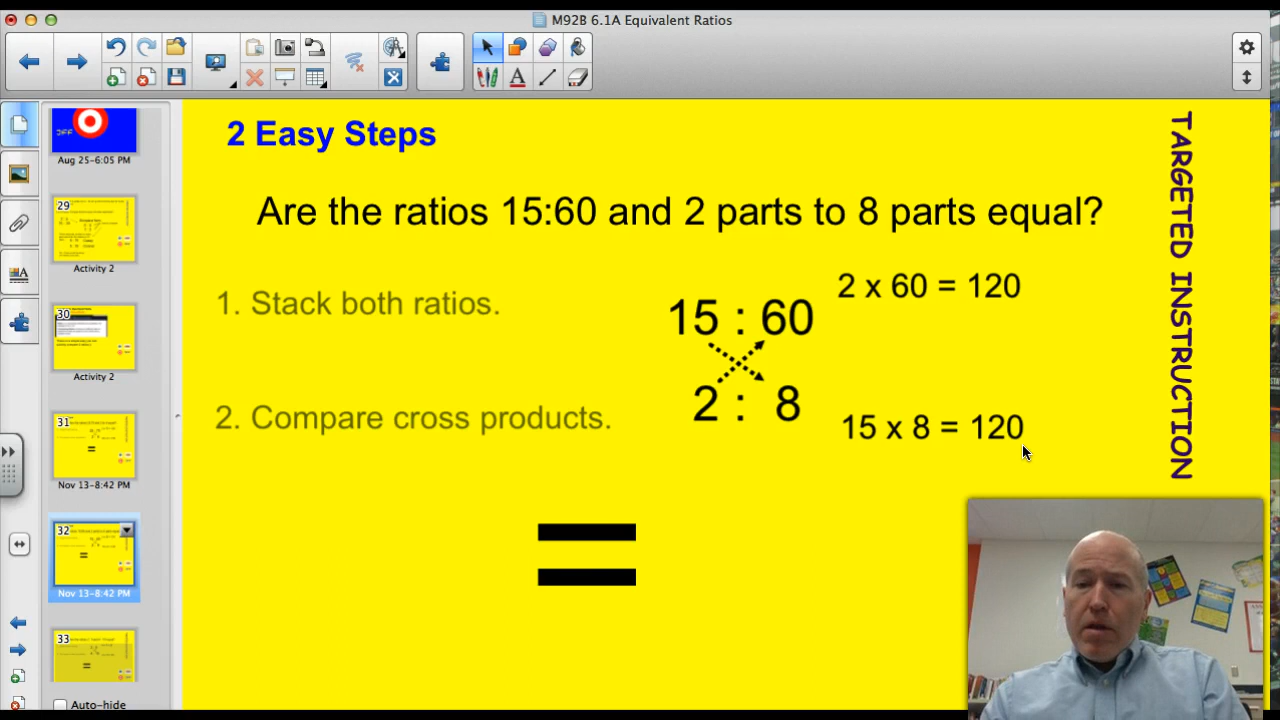 M92B 6.1A Equivalent Ratios
OFF
Aug 25-6:05 PM
29
Activity 2
30
Activity 2
31
=
Nov 13-8:42 PM
32
=
Nov 13-8:42 PM
33
=
Auto-hide
2 Easy Steps
Are the ratios 15:60 and 2 parts to 8 parts equal?
1. Stack both ratios.
2. Compare cross products.
15 : 60
2 : 8
2 x 60 = 120
15 x 8 = 120
=
TARGETED INSTRUCTION